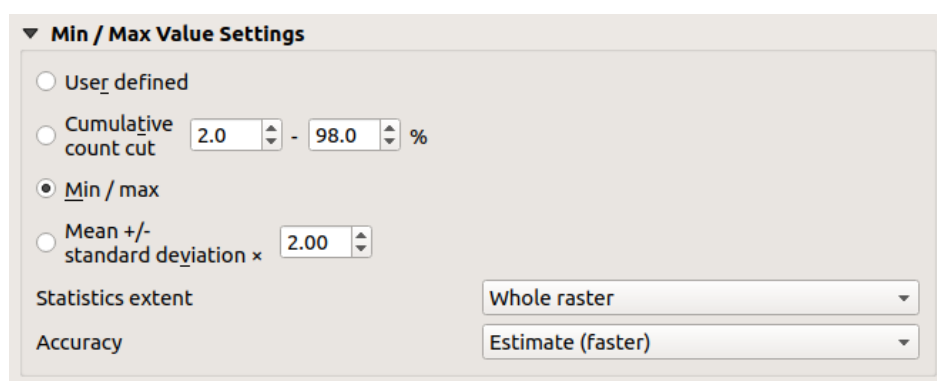 Min / Max Value Settings
User defined
Cumulative
count cut 2.0 - 98.0 %
Min / max
Mean +/-
standard deviation × 2.00
Statistics extent Whole raster
Accuracy Estimate (faster)